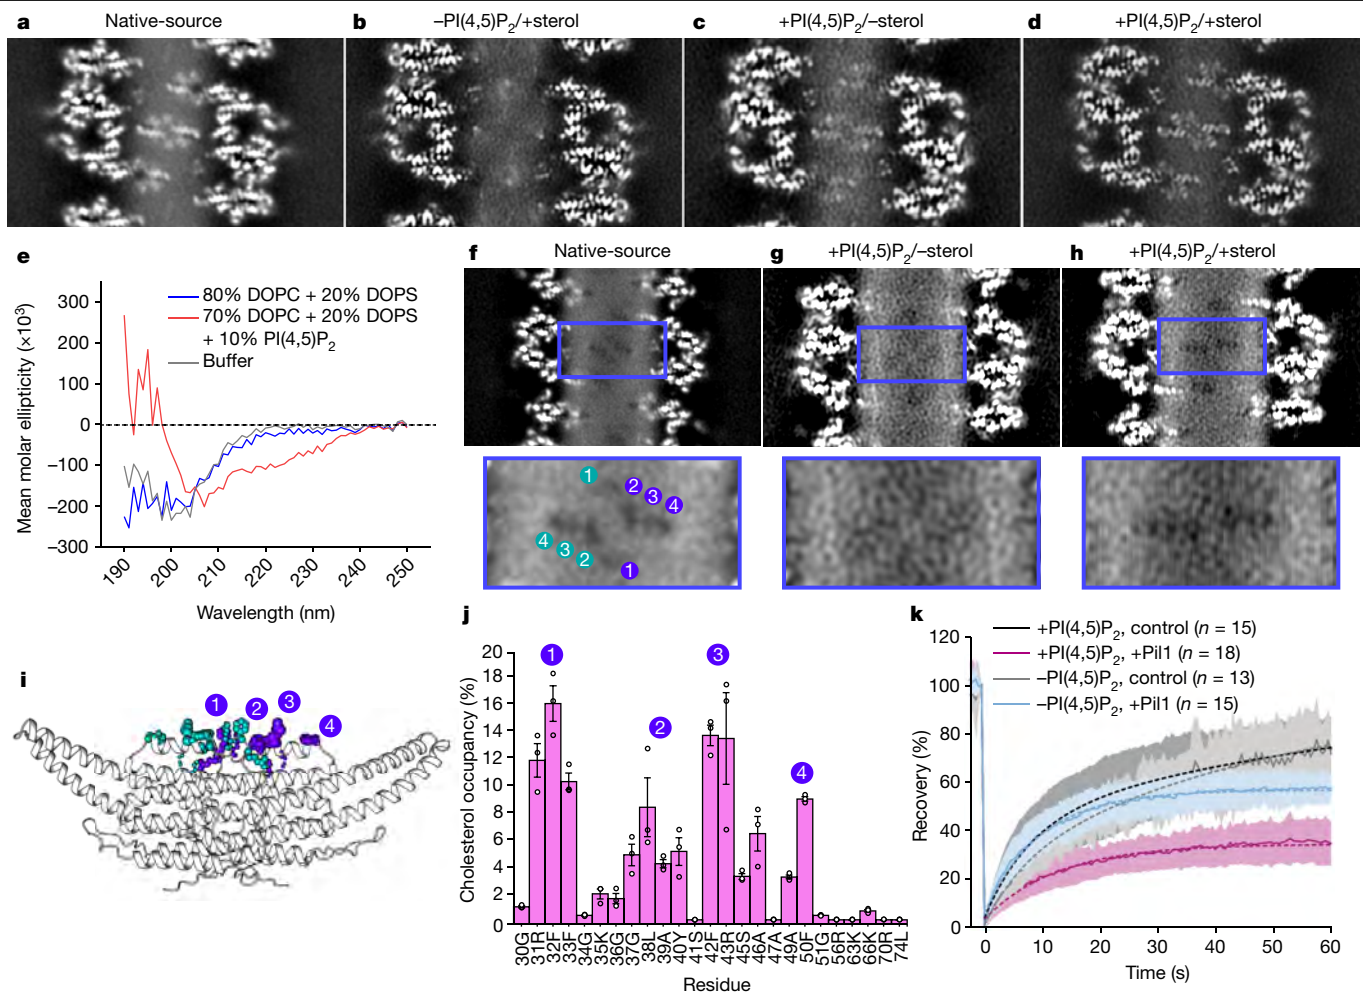 a Native-source
b –PI(4,5)P2/+sterol
c +PI(4,5)P2/–sterol
d +PI(4,5)P2/+sterol
e
80% DOPC + 20% DOPS
70% DOPC + 20% DOPS
+ 10% PI(4,5)P2
Buffer
Mean molar ellipticity (×10³)
300
200
100
0
–100
–200
–300
190 200 210 220 230 240 250
Wavelength (nm)
f Native-source
g +PI(4,5)P2/–sterol
h +PI(4,5)P2/+sterol
1
2
3
4
4
3
2
1
i
1
2
3
4
j
Cholesterol occupancy (%)
20
18
16
14
12
10
8
6
4
2
0
1
2
3
4
30G 31R 32F 33F 34G 35K 36G 37G 38L 39A 40Y 41S 42F 43R 45S 46A 47A 49A 50F 51G 56R 63K 66K 70R 74L
Residue
k
+PI(4,5)P2, control (n = 15)
+PI(4,5)P2, +Pil1 (n = 18)
–PI(4,5)P2, control (n = 13)
–PI(4,5)P2, +Pil1 (n = 15)
Recovery (%)
120
100
80
60
40
20
0
0 10 20 30 40 50 60
Time (s)